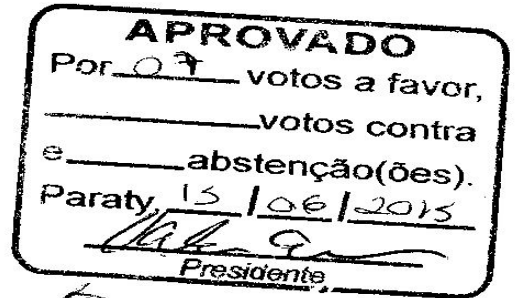 APROVADO
Por 07 votos a favor,
votos contra
e abstenção(ões).
Paraty, 15 / 06 / 2015
Presidente